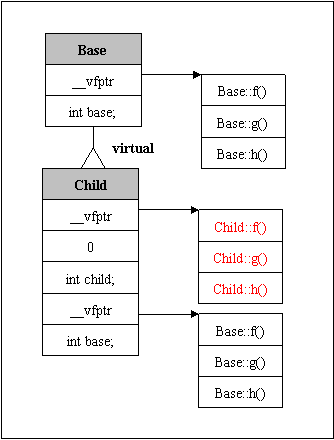 Base
__vfptr
int base;
Base::f()
Base::g()
Base::h()
virtual
Child
__vfptr
0
int child;
__vfptr
int base;
Child::f()
Child::g()
Child::h()
Base::f()
Base::g()
Base::h()